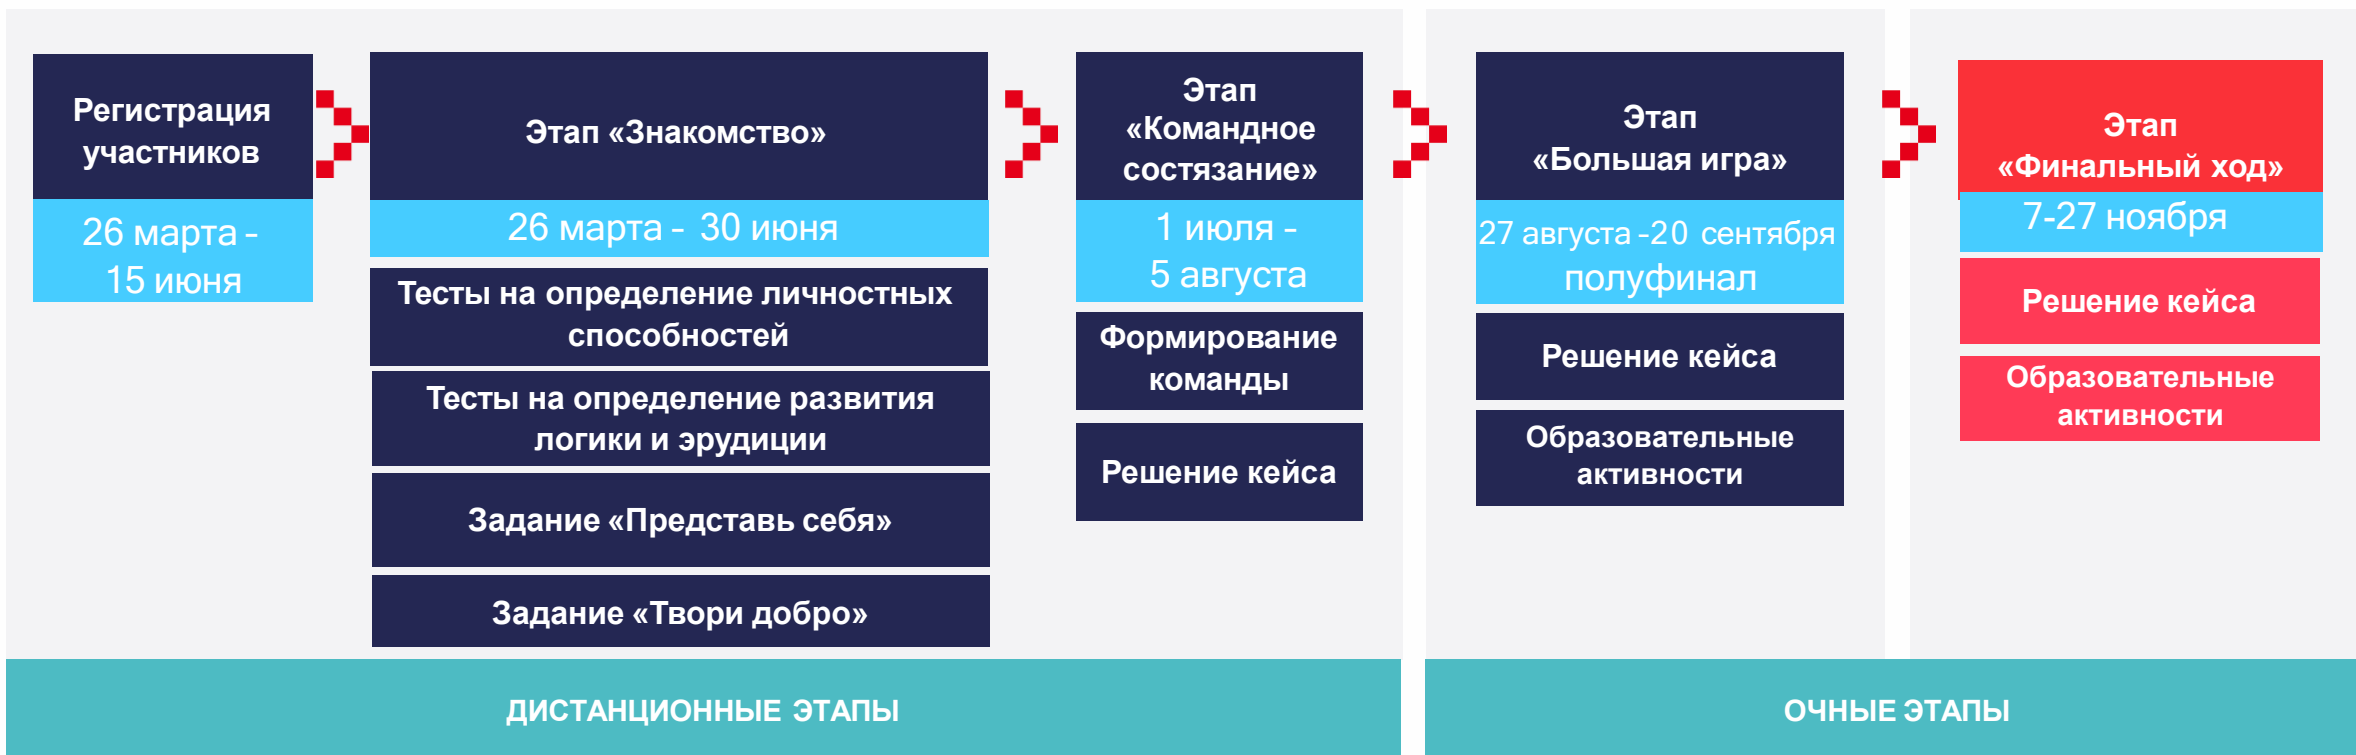 Регистрация
участников
26 марта -
15 июня
Этап «Знакомство»
26 марта - 30 июня
Тесты на определение личностных
способностей
Тесты на определение развития
логики и эрудиции
Задание «Представь себя»
Задание «Твори добро»
Этап
«Командное
состязание»
1 июля -
5 августа
Формирование
команды
Решение кейса
Этап
«Большая игра»
27 августа -20 сентября
полуфинал
Решение кейса
Образовательные
активности
Этап
«Финальный ход»
7-27 ноября
Решение кейса
Образовательные
активности
ДИСТАНЦИОННЫЕ ЭТАПЫ
ОЧНЫЕ ЭТАПЫ